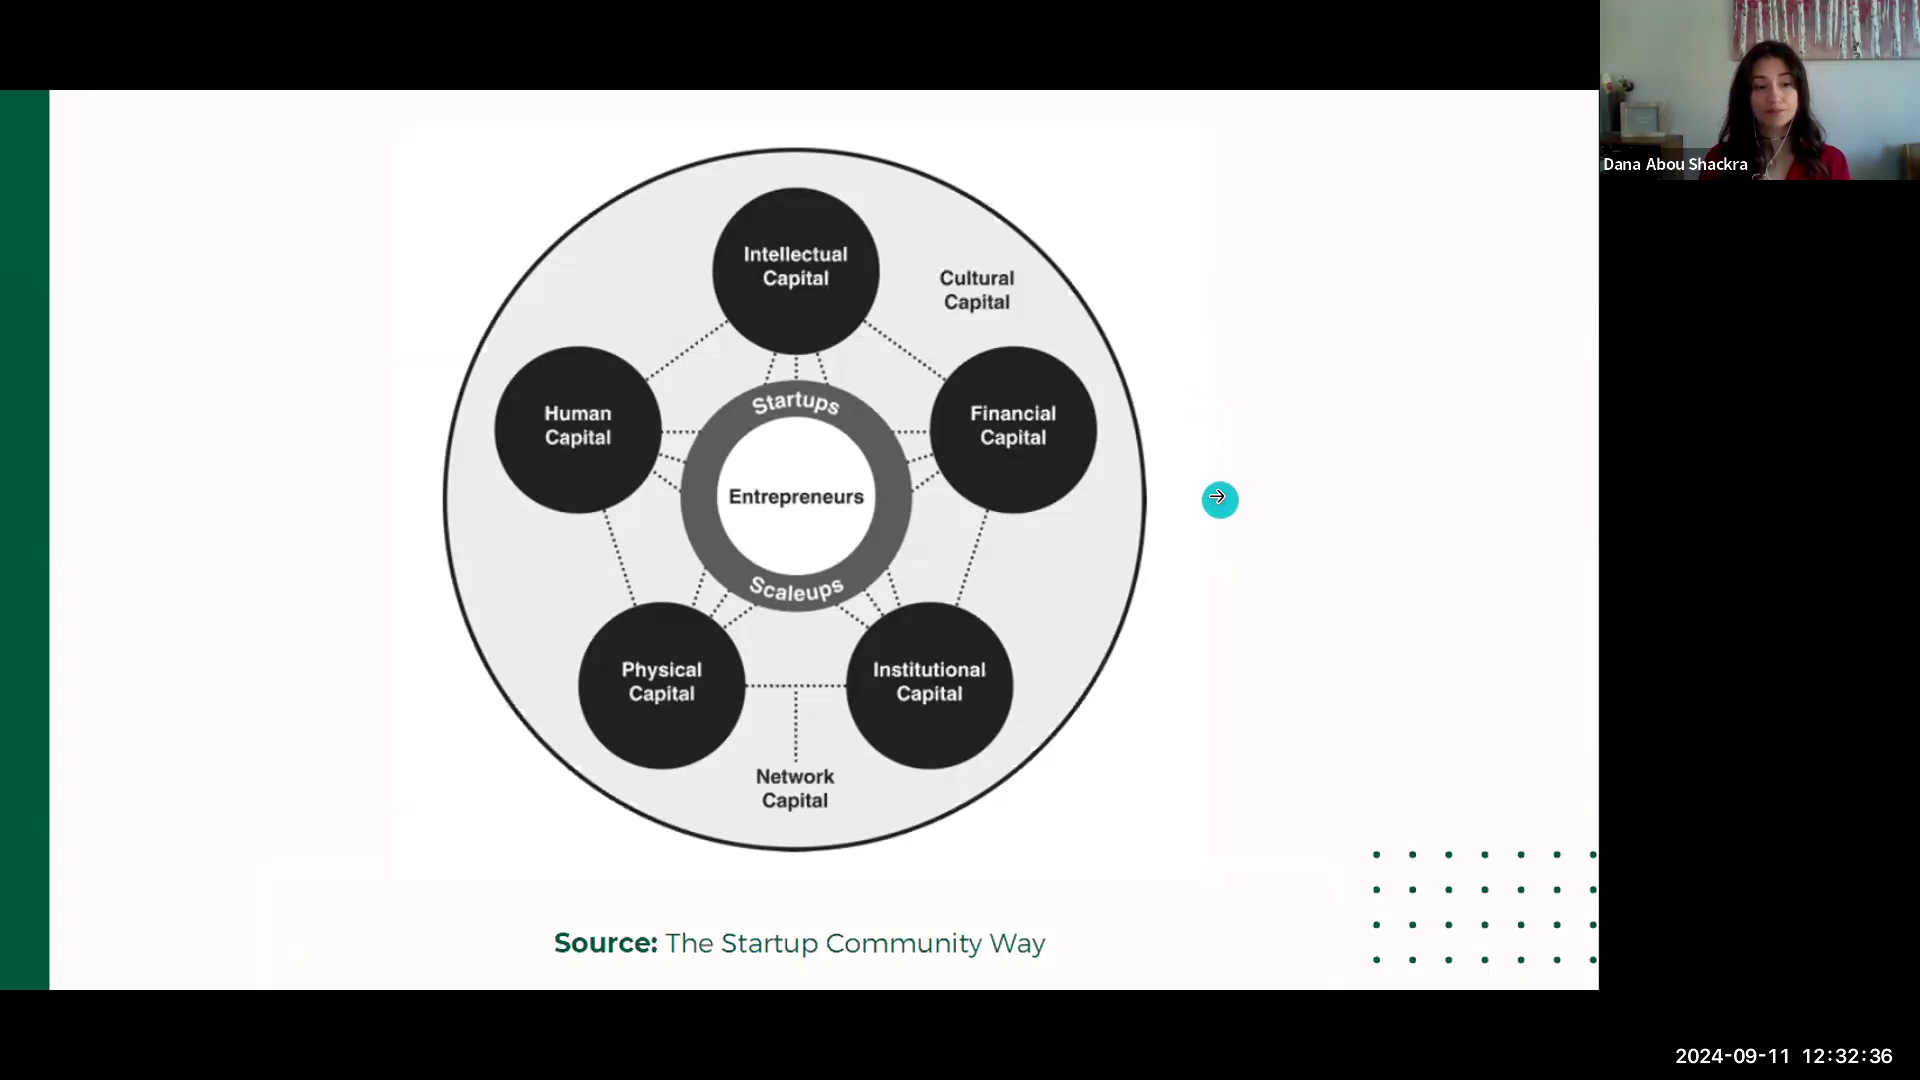 Intellectual
Capital
Cultural
Capital
Human
Capital
Financial
Capital
Startups
Entrepreneurs
Scaleups
Physical
Capital
Institutional
Capital
Network
Capital
Source: The Startup Community Way
Dana Abou Shackra
2024-09-11 12:32:36